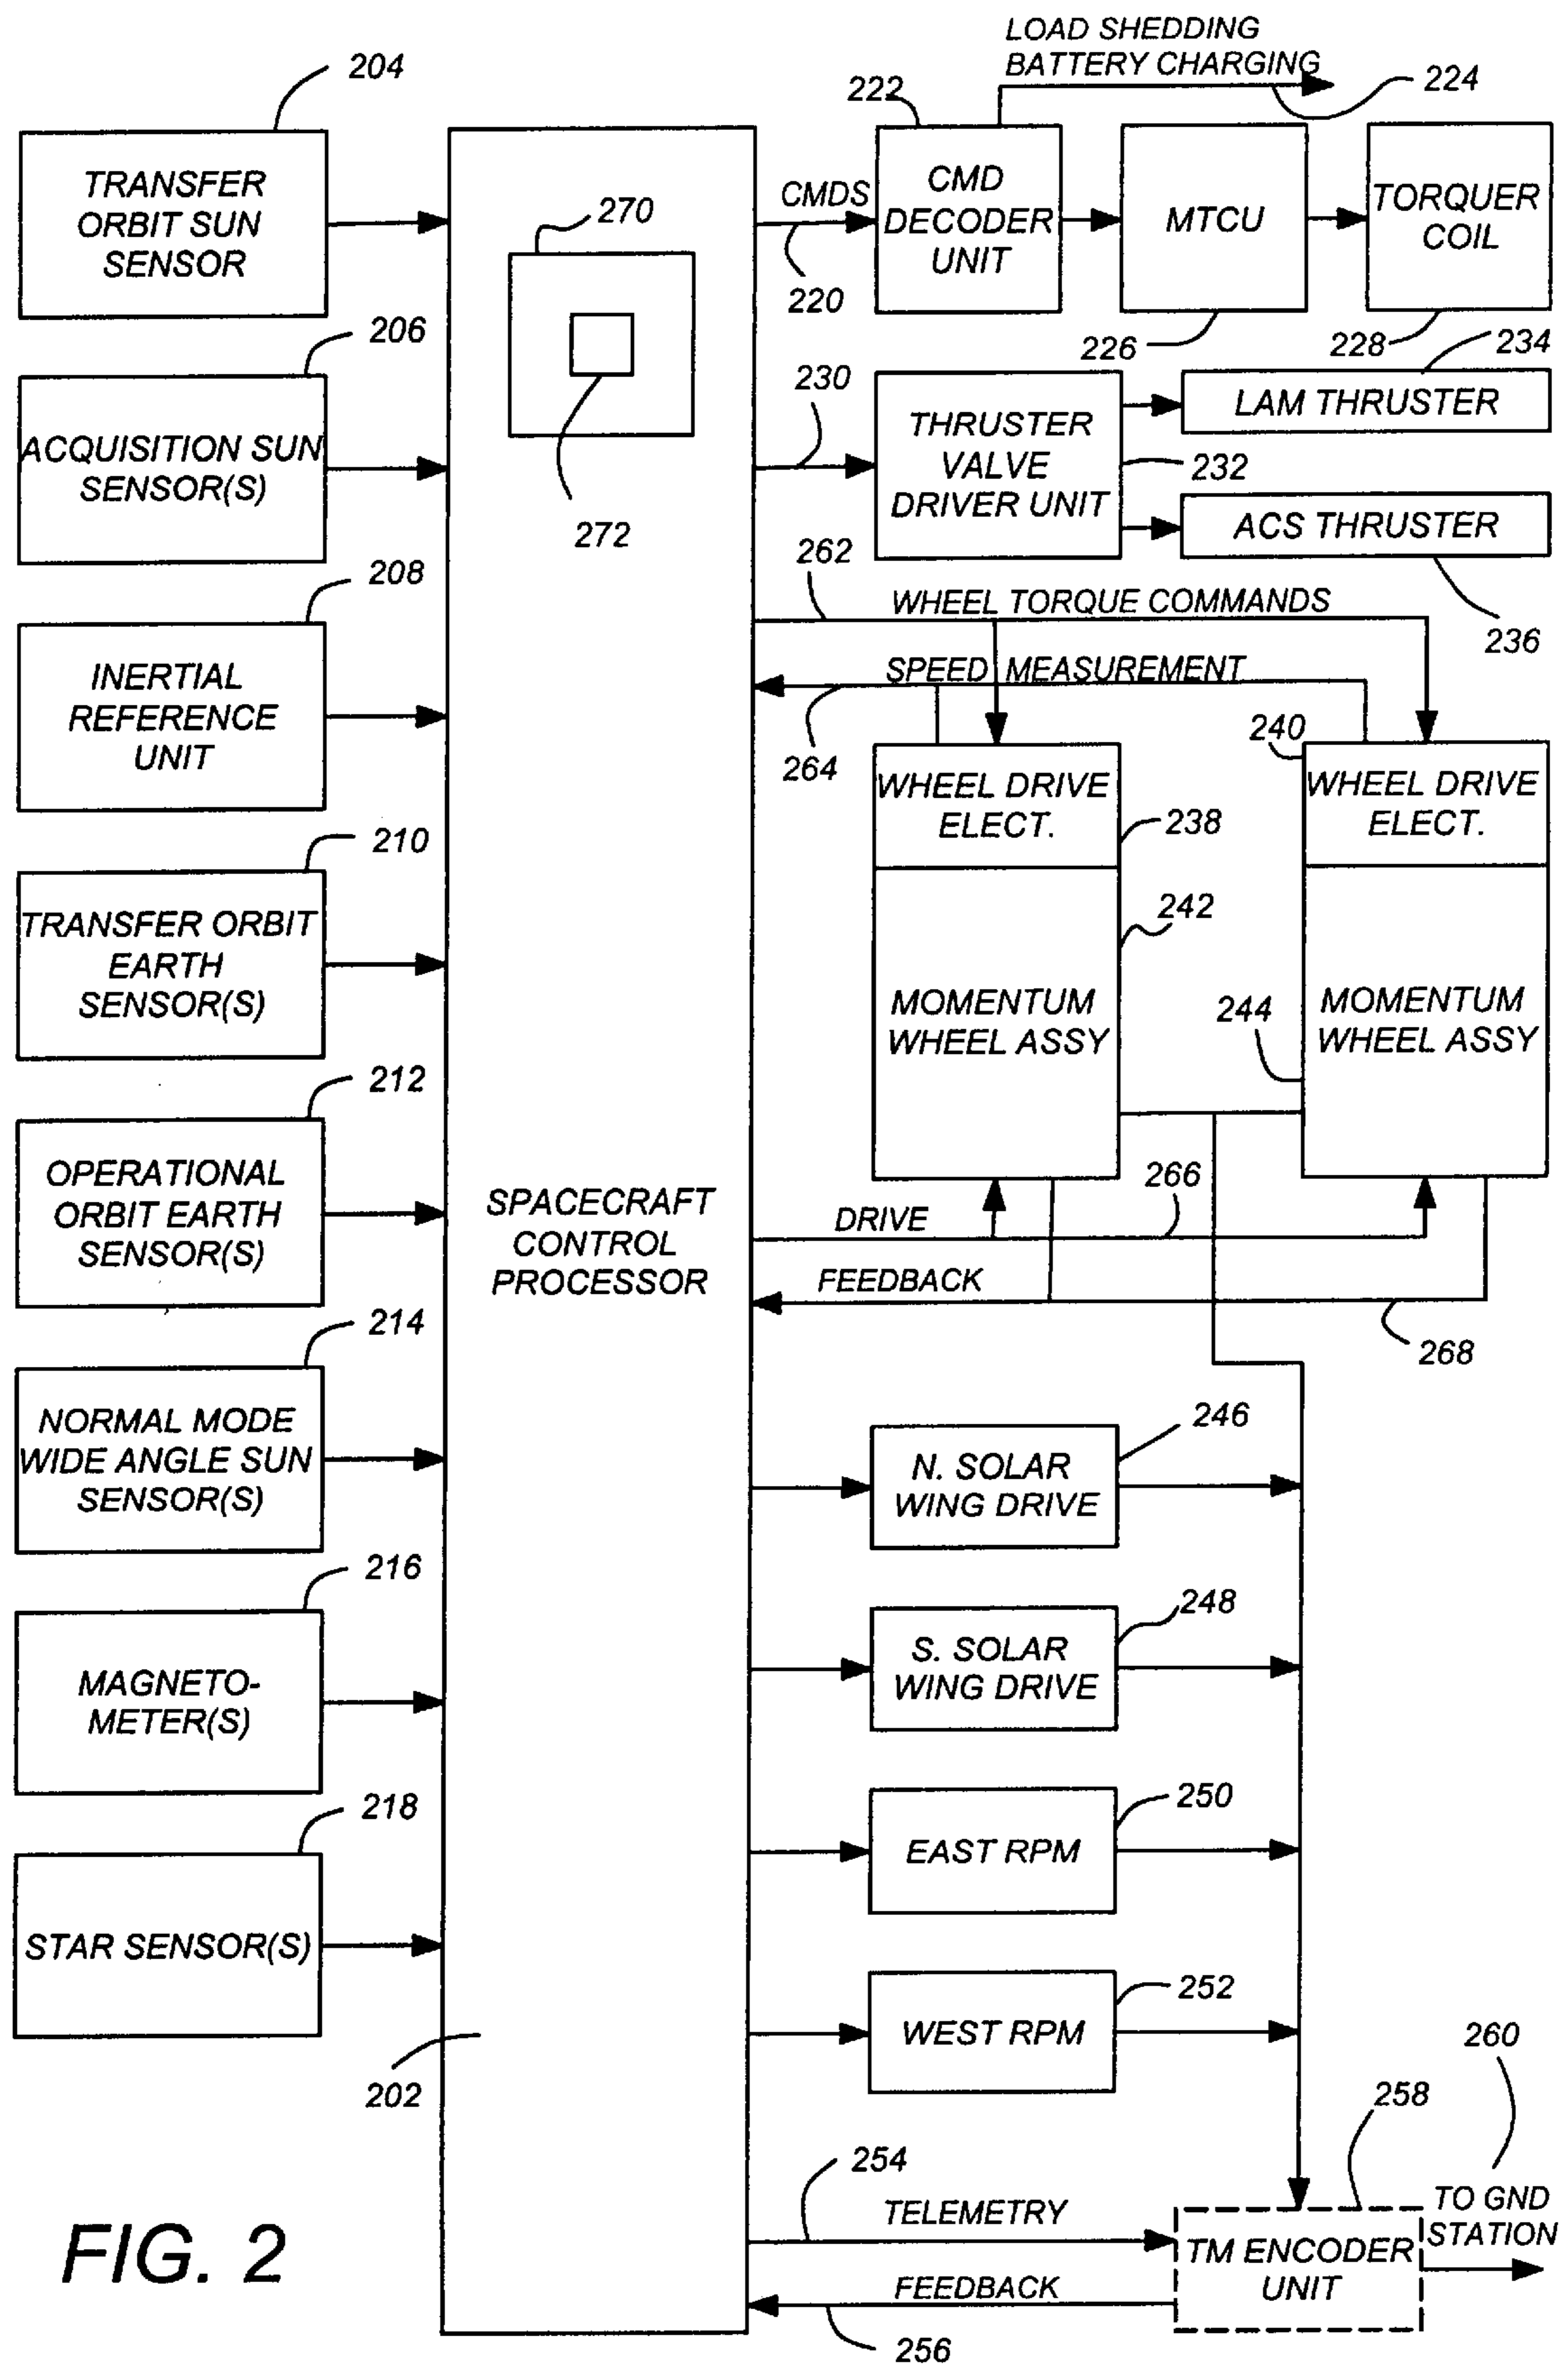 LOAD SHEDDING
BATTERY CHARGING
204
222
224
TRANSFER
ORBIT SUN
SENSOR
270
CMDS
220
CMD
DECODER
UNIT
MTCU
TORQUER
COIL
226
228
234
206
ACQUISITION SUN
SENSOR(S)
272
230
THRUSTER
VALVE
DRIVER UNIT
232
LAM THRUSTER
ACS THRUSTER
236
208
INERTIAL
REFERENCE
UNIT
262
WHEEL TORQUE COMMANDS
SPEED MEASUREMENT
264
240
WHEEL DRIVE
ELECT.
238
WHEEL DRIVE
ELECT.
210
TRANSFER ORBIT
EARTH
SENSOR(S)
242
MOMENTUM
WHEEL ASSY
244
MOMENTUM
WHEEL ASSY
212
OPERATIONAL
ORBIT EARTH
SENSOR(S)
SPACECRAFT
CONTROL
PROCESSOR
DRIVE
266
FEEDBACK
268
214
NORMAL MODE
WIDE ANGLE SUN
SENSOR(S)
N. SOLAR
WING DRIVE
246
216
MAGNETO-
METER(S)
S. SOLAR
WING DRIVE
248
218
STAR SENSOR(S)
EAST RPM
250
202
WEST RPM
252
260
258
254
TELEMETRY
TM ENCODER
UNIT
TO GND
STATION
FEEDBACK
256
FIG. 2